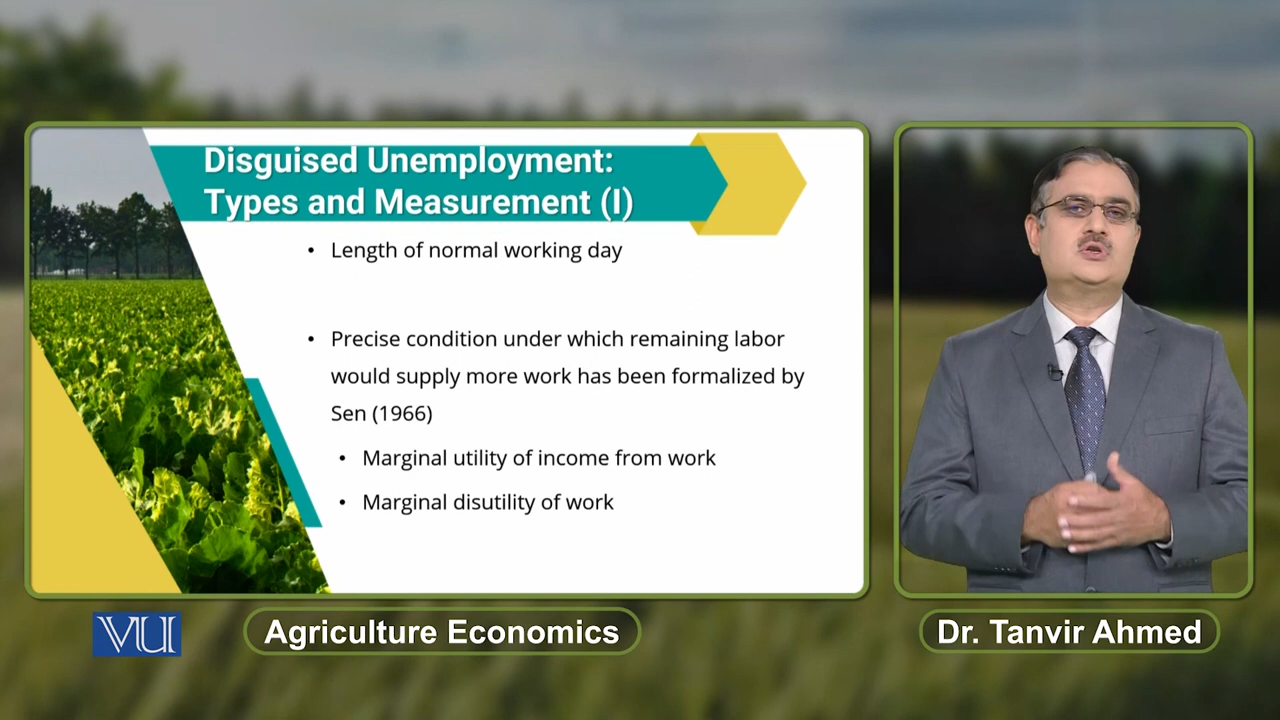 Disguised Unemployment:
Types and Measurement (I)
• Length of normal working day
• Precise condition under which remaining labor
would supply more work has been formalized by
Sen (1966)
• Marginal utility of income from work
• Marginal disutility of work
VU
Agriculture Economics
Dr. Tanvir Ahmed